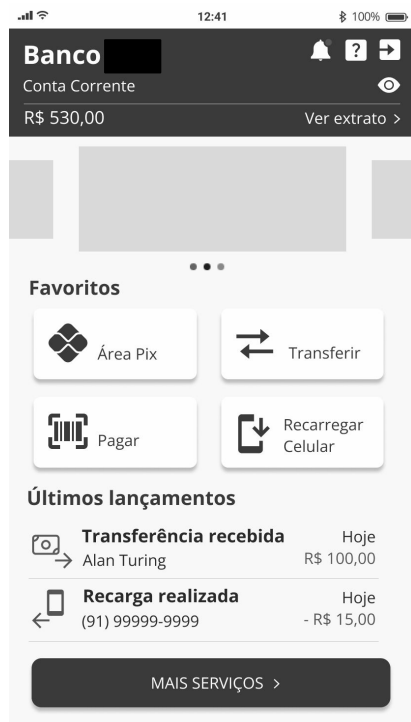 12:41
100%
Banco
?
Conta Corrente
R$ 530,00
Ver extrato >
Favoritos
Área Pix
Transferir
Pagar
Recarregar
Celular
Últimos lançamentos
Transferência recebida
Hoje
Alan Turing
R$ 100,00
Recarga realizada
Hoje
(91) 99999-9999
- R$ 15,00
MAIS SERVIÇOS >